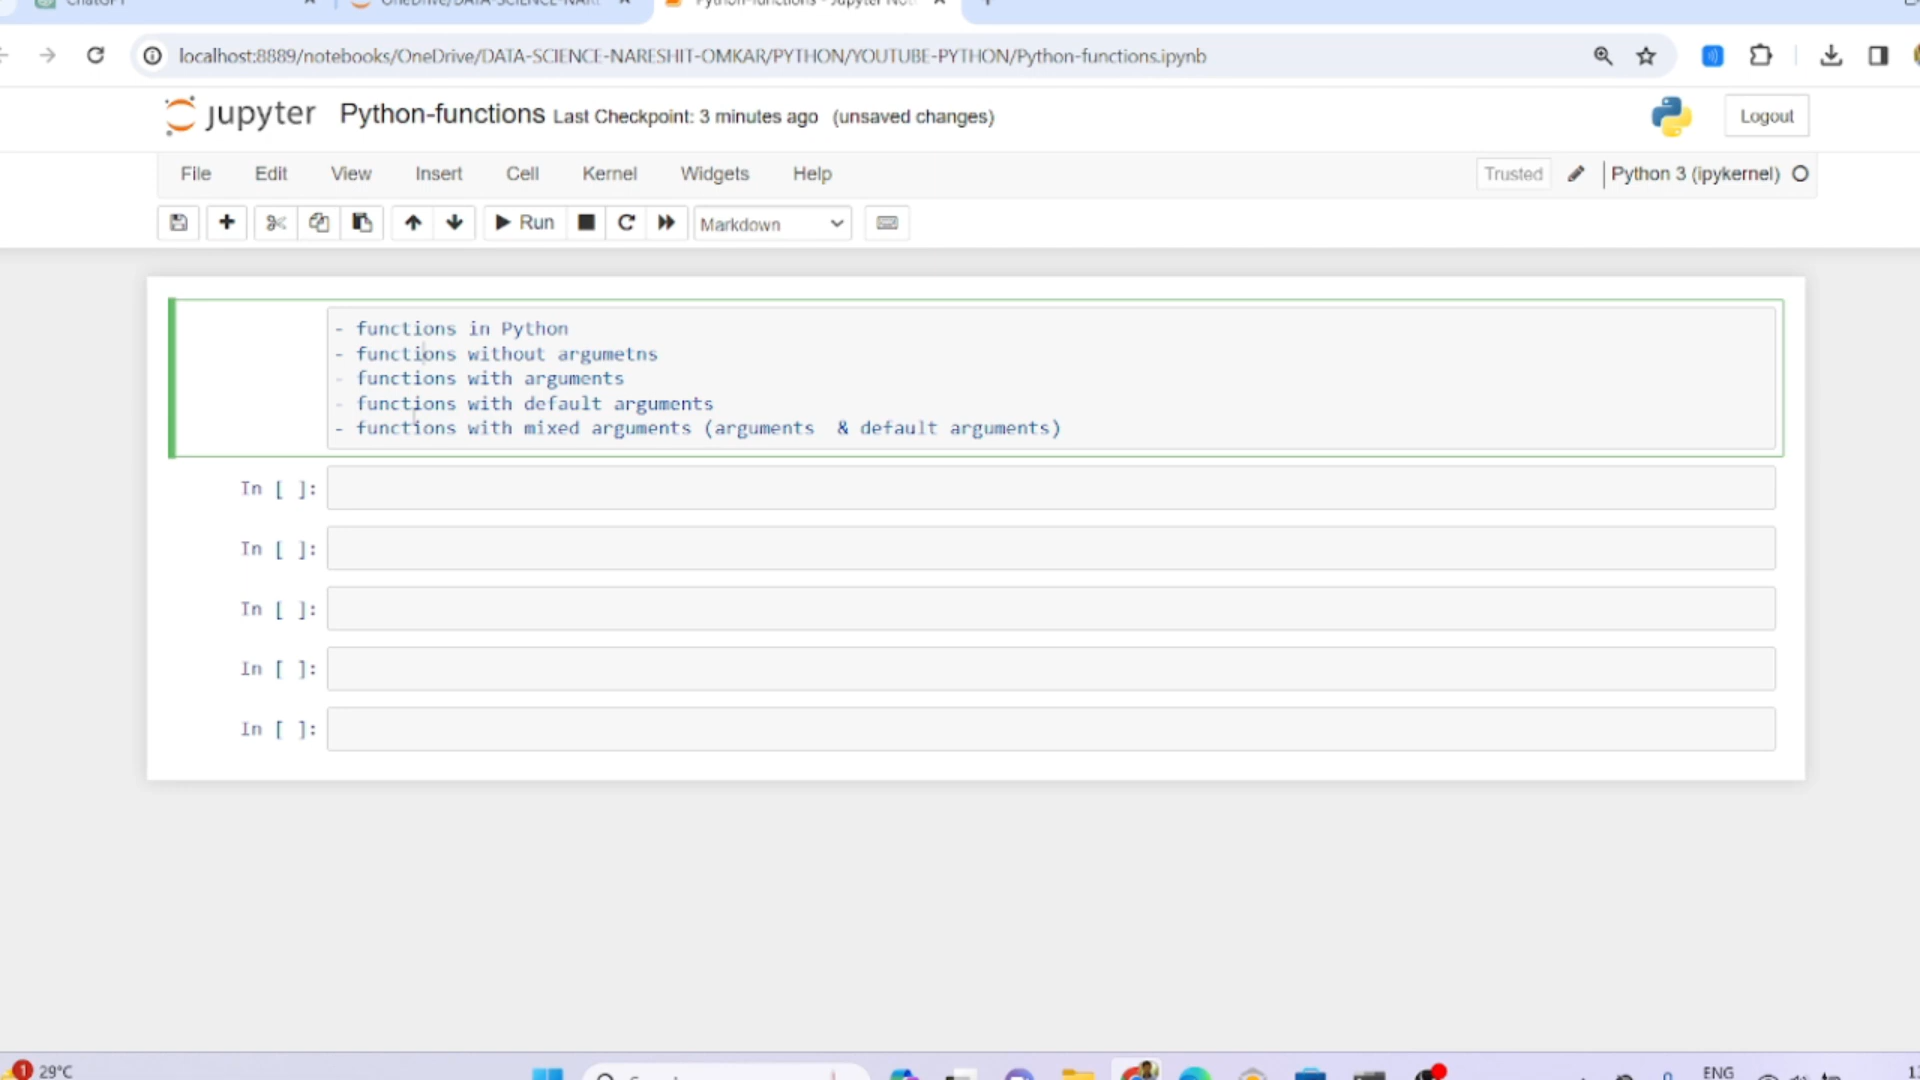 localhost:8889/notebooks/OneDrive/DATA-SCIENCE-NARESHIT-OMKAR/PYTHON/YOUTUBE-PYTHON/Python-functions.ipynb
jupyter Python-functions Last Checkpoint: 3 minutes ago (unsaved changes) Logout
File Edit View Insert Cell Kernel Widgets Help Trusted Python 3 (ipykernel)
Run Markdown
- functions in Python
- functions without argumetns
- functions with arguments
- functions with default arguments
- functions with mixed arguments (arguments & default arguments)
In [ ]:
In [ ]:
In [ ]:
In [ ]:
In [ ]:
1 29°C ENG